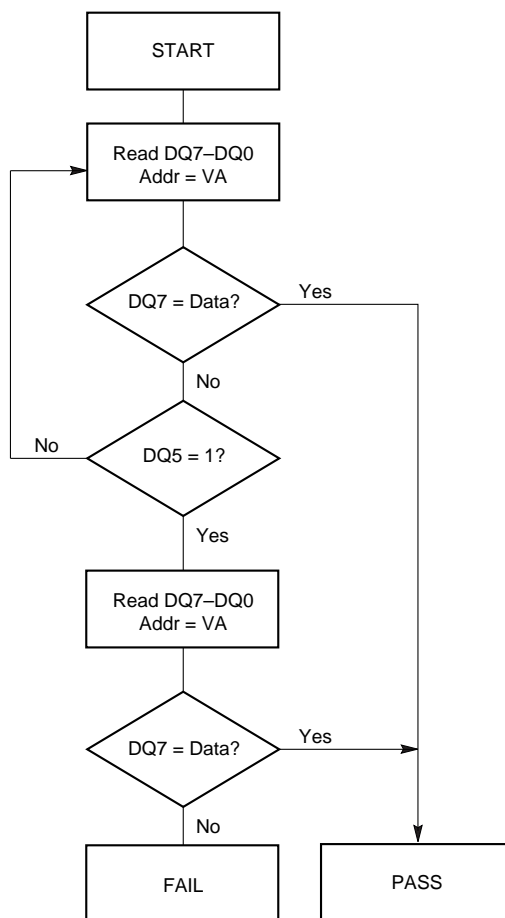 START
Read DQ7–DQ0
Addr = VA
DQ7 = Data?
Yes
No
No
DQ5 = 1?
Yes
Read DQ7–DQ0
Addr = VA
DQ7 = Data?
Yes
No
FAIL
PASS